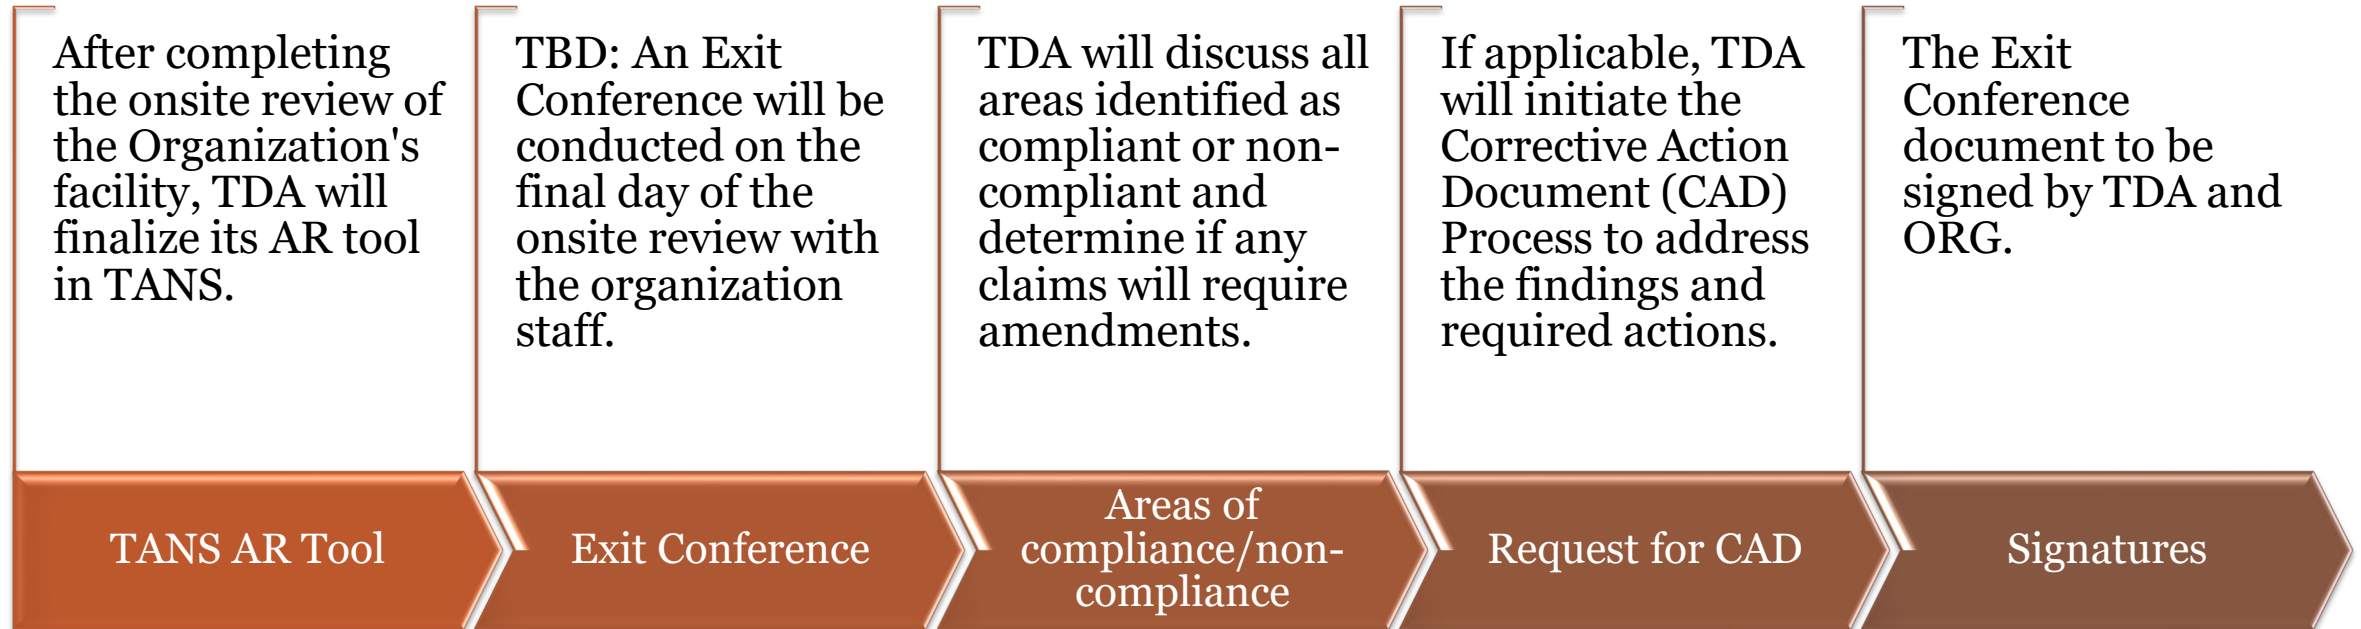 After completing
the onsite review of
the Organization's
facility, TDA will
finalize its AR tool
in TANS.
TANS AR Tool
TBD: An Exit
Conference will be
conducted on the
final day of the
onsite review with
the organization
staff.
Exit Conference
TDA will discuss all
areas identified as
compliant or non-
compliant and
determine if any
claims will require
amendments.
Areas of
compliance/non-
compliance
If applicable, TDA
will initiate the
Corrective Action
Document (CAD)
Process to address
the findings and
required actions.
Request for CAD
The Exit
Conference
document to be
signed by TDA and
ORG.
Signatures